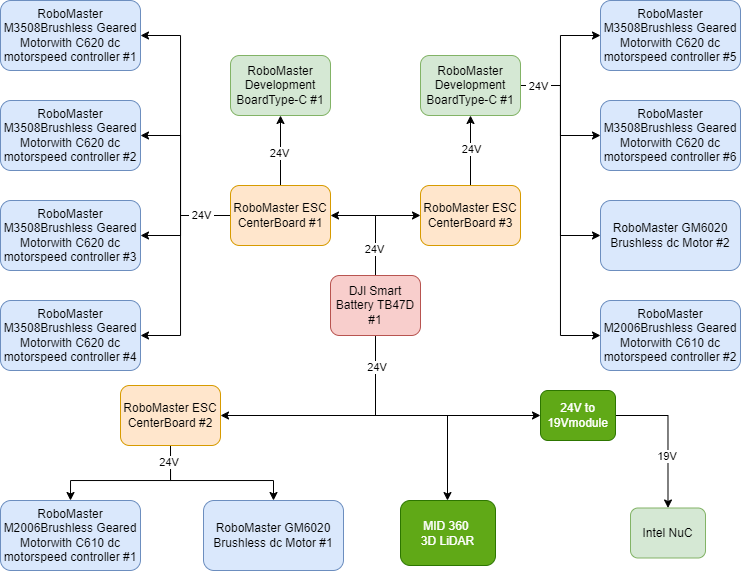 RoboMaster
M3508Brushless Geared
Motorwith C620 dc
motorspeed controller #1
RoboMaster
Development
BoardType-C #1
RoboMaster
Development
BoardType-C #1
24V
RoboMaster
M3508Brushless Geared
Motorwith C620 dc
motorspeed controller #5
RoboMaster
M3508Brushless Geared
Motorwith C620 dc
motorspeed controller #2
24V
24V
RoboMaster
M3508Brushless Geared
Motorwith C620 dc
motorspeed controller #6
RoboMaster
M3508Brushless Geared
Motorwith C620 dc
motorspeed controller #3
24V
RoboMaster ESC
CenterBoard #1
RoboMaster ESC
CenterBoard #3
RoboMaster GM6020
Brushless dc Motor #2
24V
DJI Smart
Battery TB47D
#1
RoboMaster
M3508Brushless Geared
Motorwith C620 dc
motorspeed controller #4
RoboMaster
M2006Brushless Geared
Motorwith C610 dc
motorspeed controller #2
24V
RoboMaster ESC
CenterBoard #2
24V to
19Vmodule
24V
19V
RoboMaster
M2006Brushless Geared
Motorwith C610 dc
motorspeed controller #1
RoboMaster GM6020
Brushless dc Motor #1
MID 360
3D LiDAR
Intel NuC